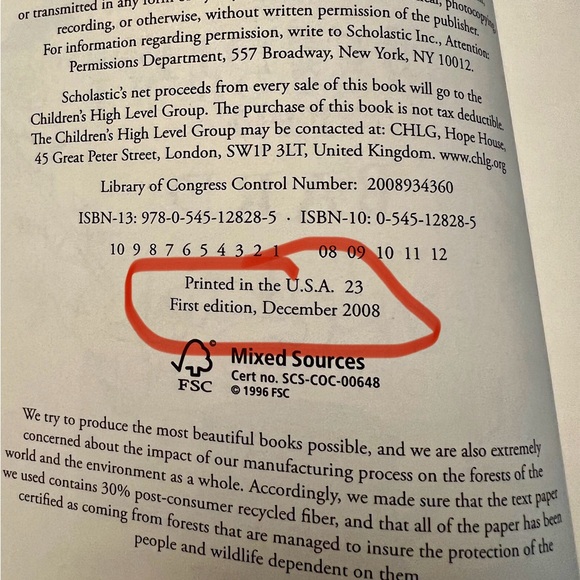 or transmitted in any form
photocopying,
recording, or otherwise, without written permission of the publisher.
For information regarding permission, write to Scholastic Inc., Attention:
Permissions Department, 557 Broadway, New York, NY 10012.
Scholastic's net proceeds from every sale of this book will go to the
Children's High Level Group. The purchase of this book is not tax deductible.
The Children's High Level Group may be contacted at: CHLG, Hope House,
45 Great Peter Street, London, SW1P 3LT, United Kingdom. www.chlg.org
Library of Congress Control Number: 2008934360
ISBN-13: 978-0-545-12828-5 · ISBN-10: 0-545-12828-5
10 9 8 7 6 5 4 3 2 1 08 09 10 11 12
Printed in the U.S.A. 23
First edition, December 2008
FSC
Mixed Sources
Cert no. SCS-COC-00648
© 1996 FSC
We try to produce the most beautiful books possible, and we are also extremely
concerned about the impact of our manufacturing process on the forests of the
world and the environment as a whole. Accordingly, we made sure that the text paper
we used contains 30% post-consumer recycled fiber, and that all of the paper has been
certified as coming from forests that are managed to insure the protection of the
people and wildlife dependent on them